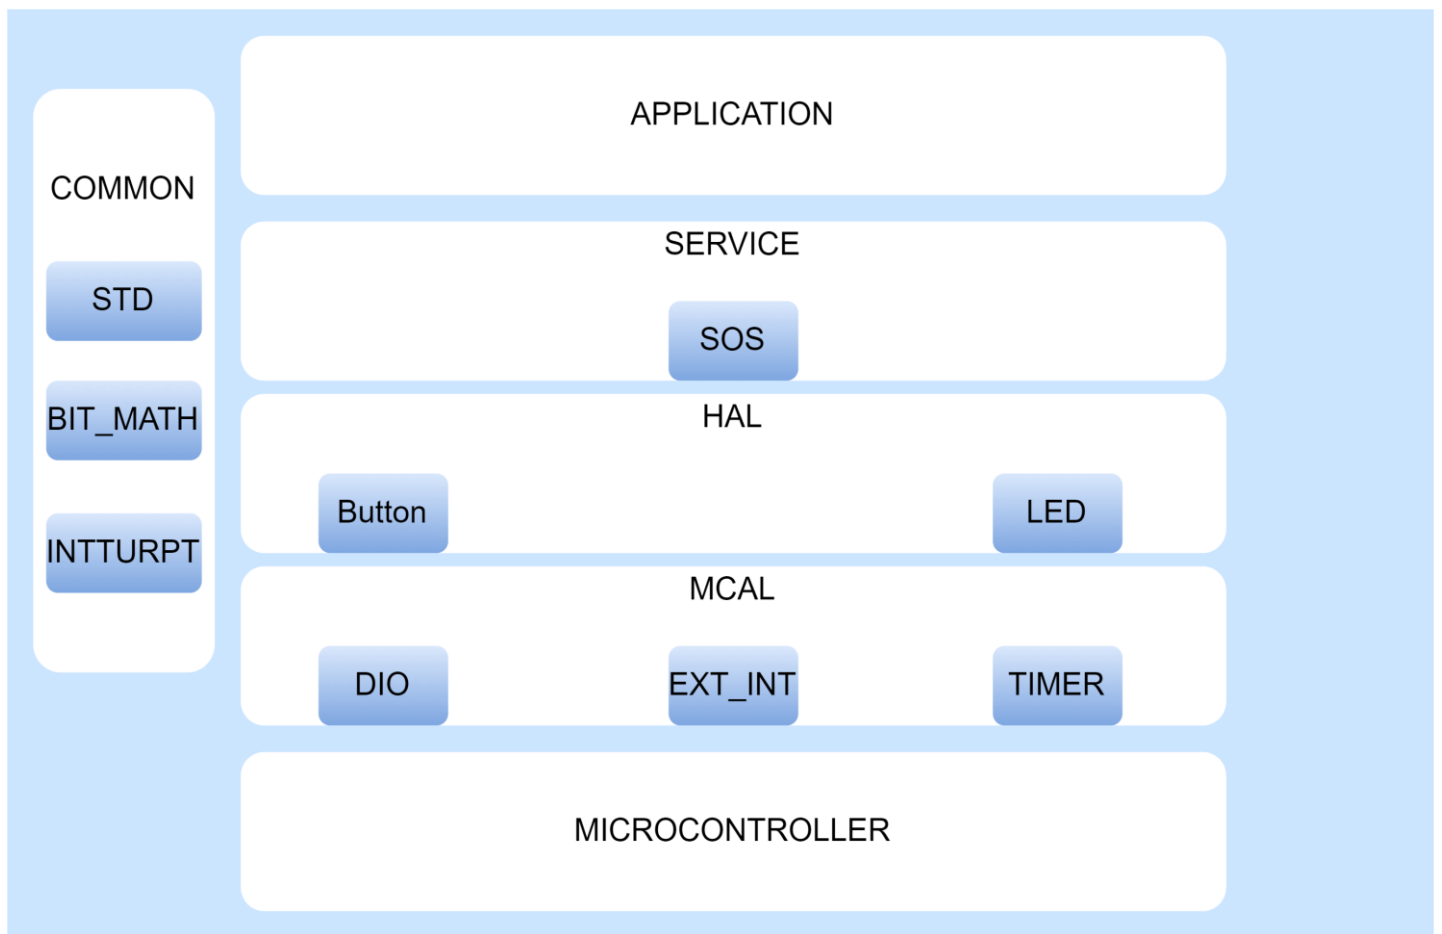 COMMON
STD
BIT_MATH
INTTURPT
APPLICATION
SERVICE
SOS
HAL
Button
LED
MCAL
DIO
EXT_INT
TIMER
MICROCONTROLLER